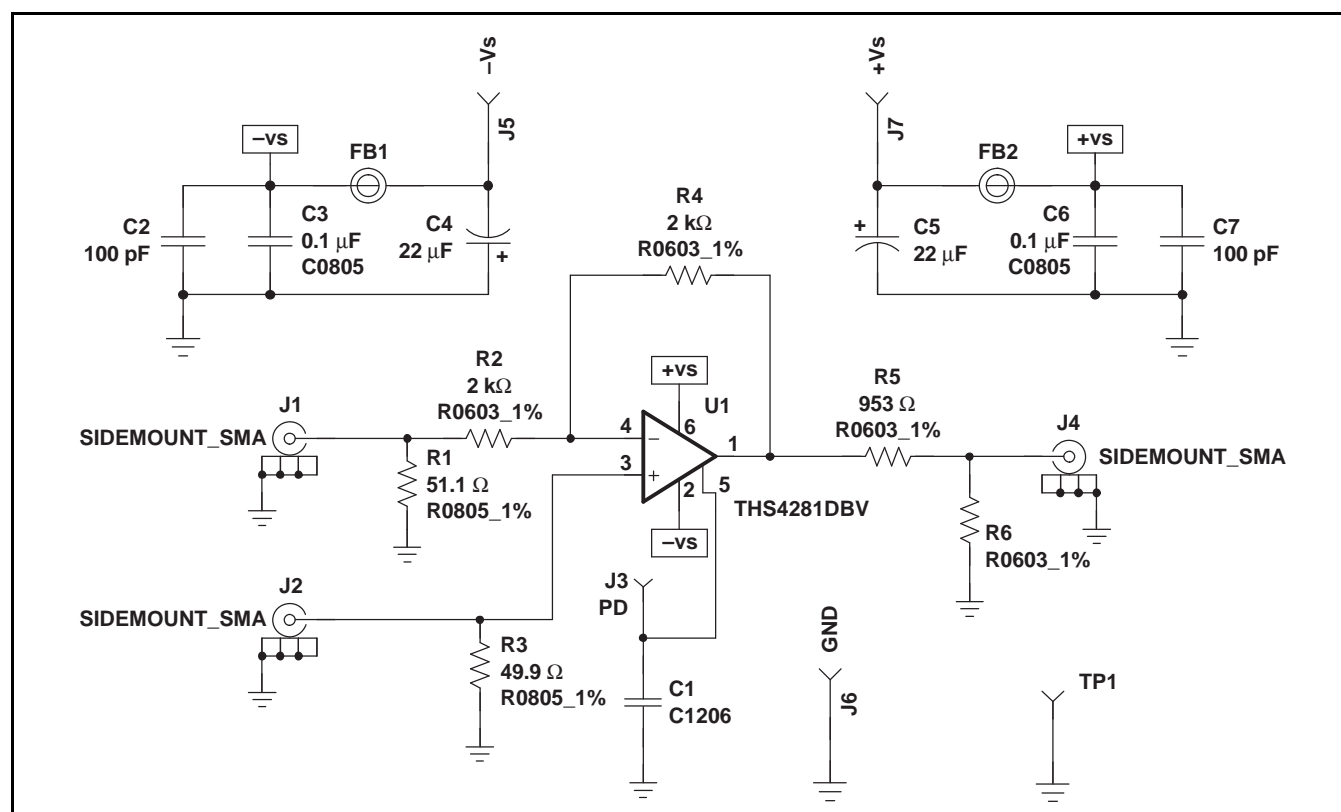 –Vs
J5
+Vs
J7
–vs
FB1
FB2
+vs
C2
100 pF
C3
0.1 µF
C0805
C4
22 µF
+
R4
2 kΩ
R0603_1%
+
C5
22 µF
C6
0.1 µF
C0805
C7
100 pF
R2
2 kΩ
R0603_1%
+vs
U1
R5
953 Ω
R0603_1%
J1
SIDEMOUNT_SMA
R1
51.1 Ω
R0805_1%
4
–
3
+
6
1
2
5
–vs
THS4281DBV
J4
SIDEMOUNT_SMA
R6
R0603_1%
J2
SIDEMOUNT_SMA
R3
49.9 Ω
R0805_1%
J3
PD
C1
C1206
GND
J6
TP1